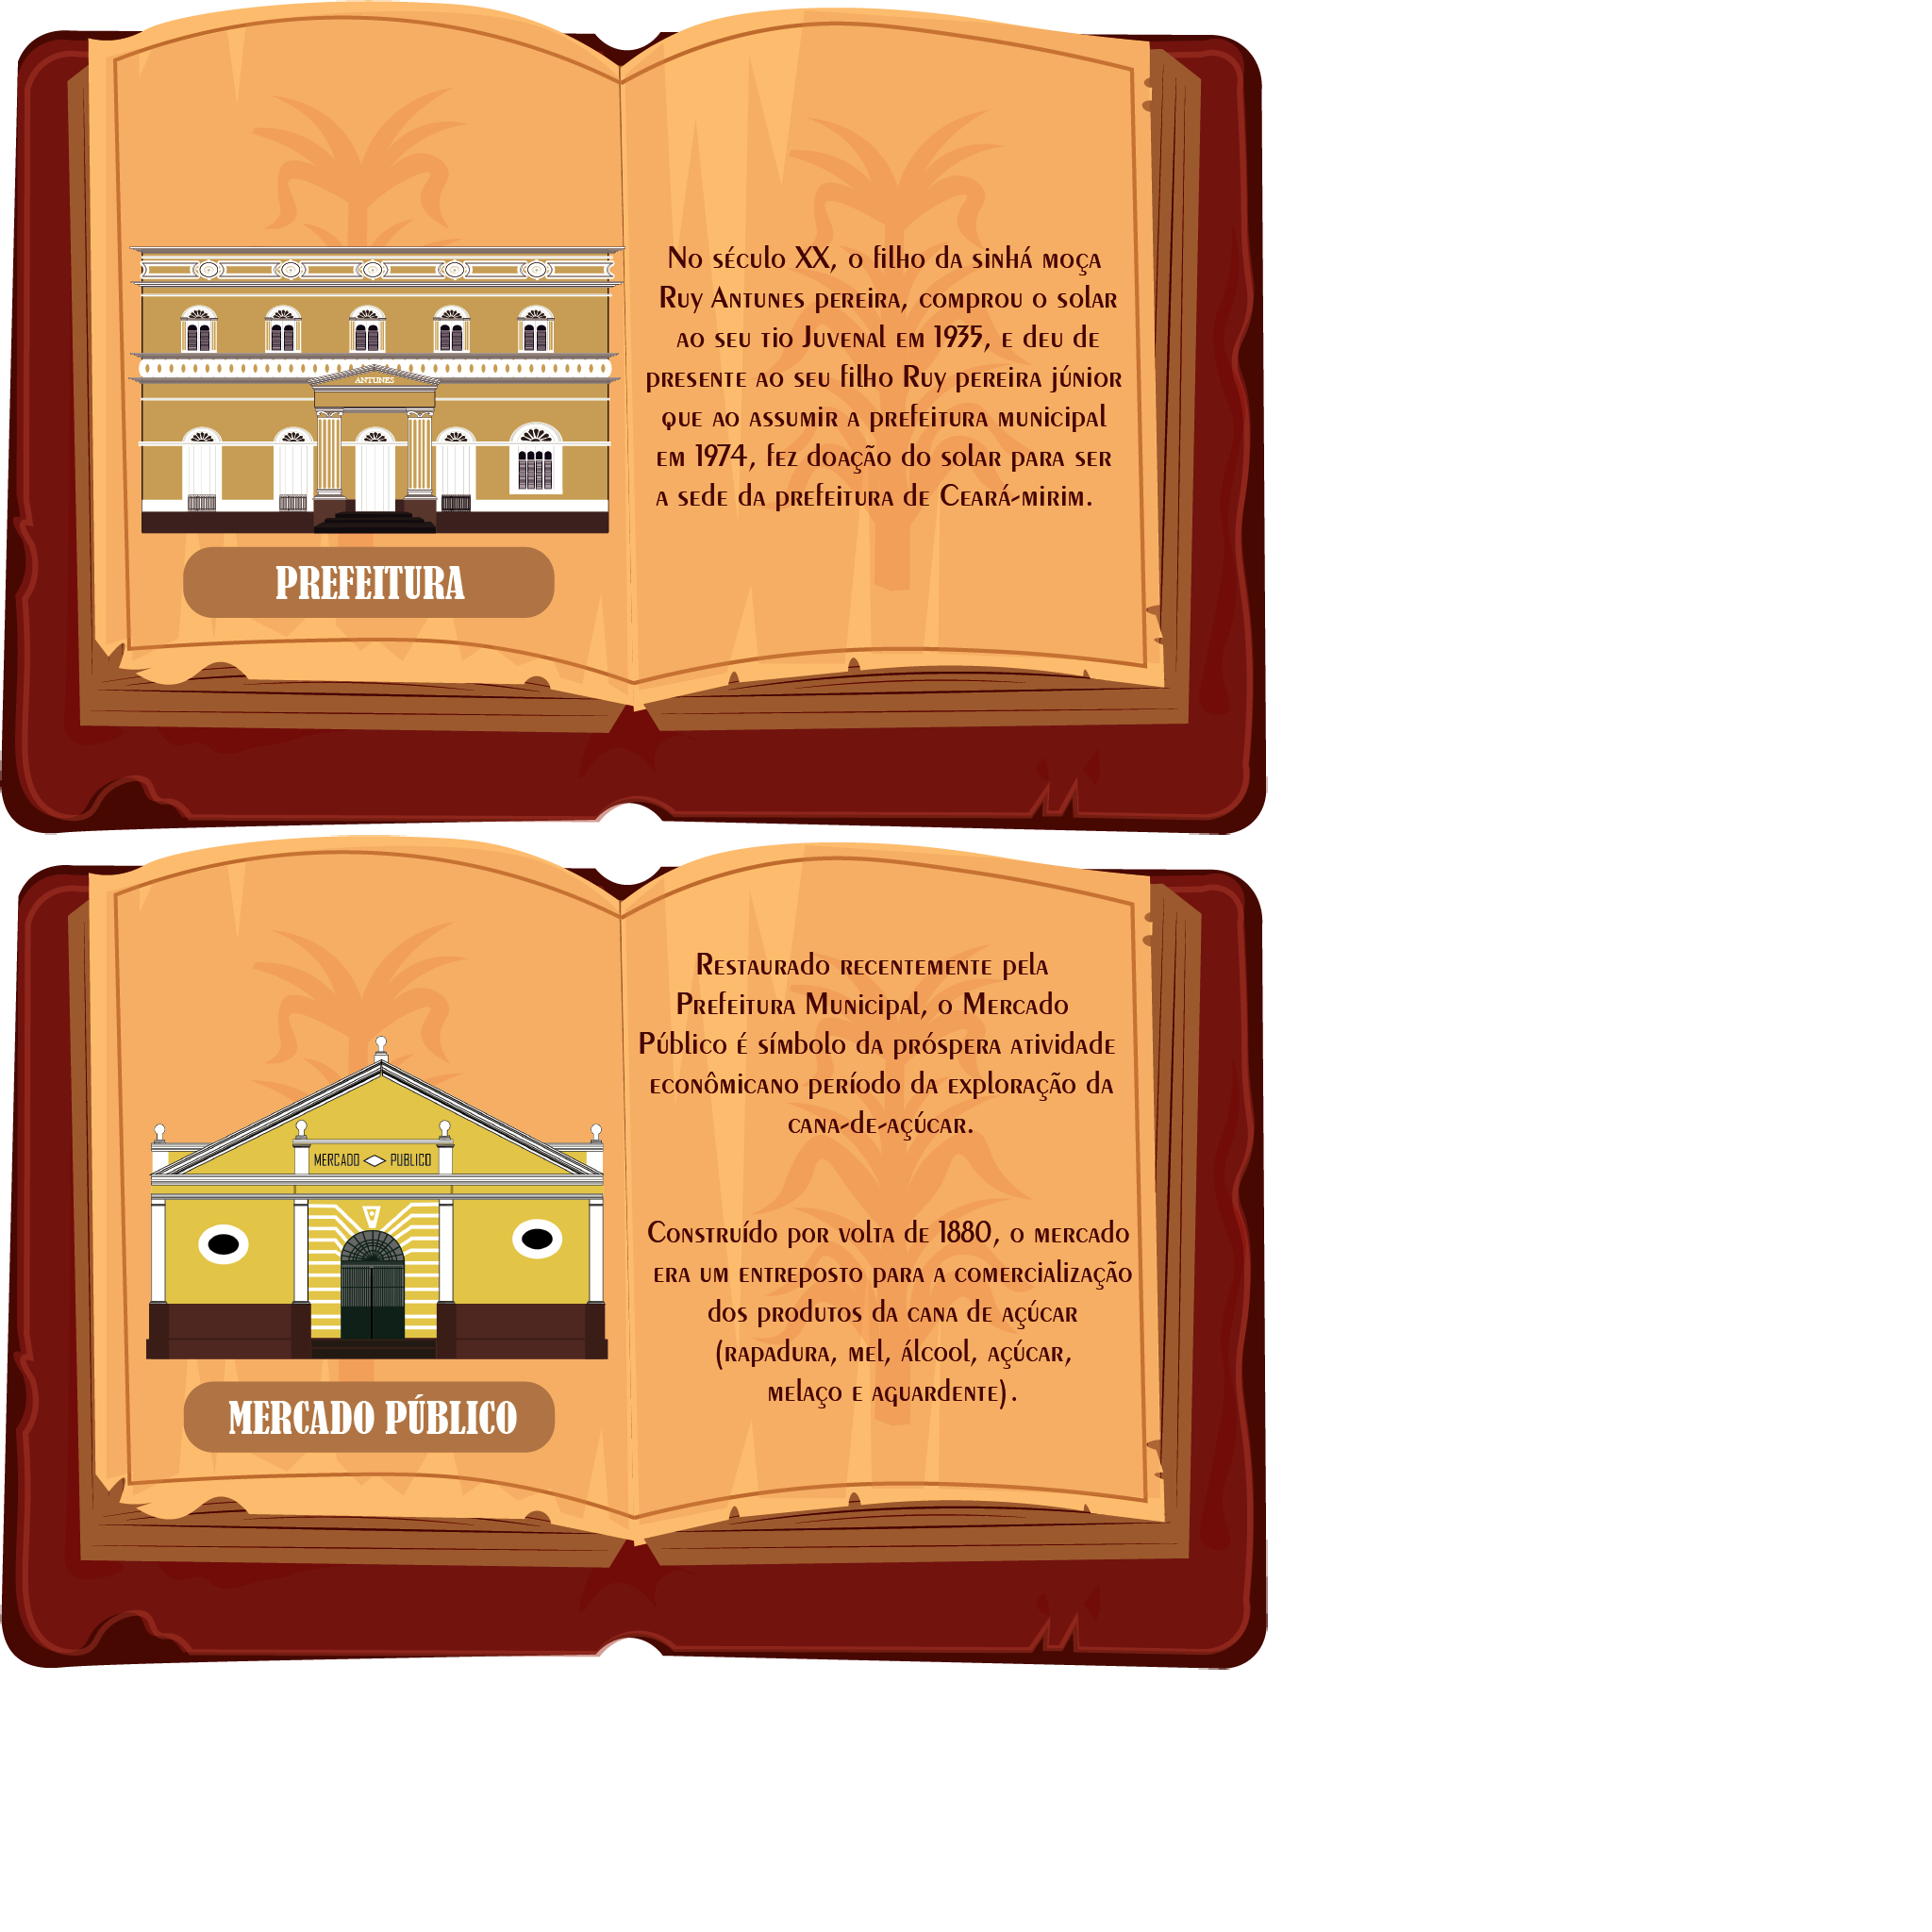 No século XX, o filho da sinhá moça
Ruy Antunes pereira, comprou o solar
ao seu tio Juvenal em 1935, e deu de
presente ao seu filho Ruy pereira júnior
que ao assumir a prefeitura municipal
em 1974, fez doação do solar para ser
a sede da prefeitura de Ceará-mirim.
ANTUNES
PREFEITURA
Restaurado recentemente pela
Prefeitura Municipal, o Mercado
Público é símbolo da próspera atividade
econômicano período da exploração da
cana-de-açúcar.
Construído por volta de 1880, o mercado
era um entreposto para a comercialização
dos produtos da cana de açúcar
(rapadura, mel, álcool, açúcar,
melaço e aguardente).
MERCADO PUBLICO
MERCADO PÚBLICO